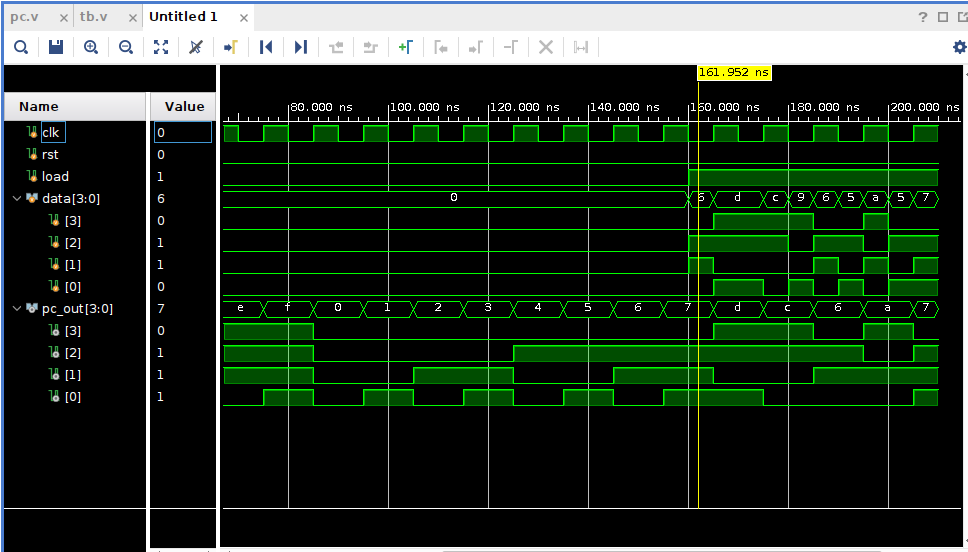 pc.v × tb.v × Untitled 1 × ?
161.952 ns
Name Value
80.000 ns 100.000 ns 120.000 ns 140.000 ns 160.000 ns 180.000 ns 200.000 ns
clk 0
rst 0
load 1
data[3:0] 6 0 6 d c 9 6 5 a 5 7
[3] 0
[2] 1
[1] 1
[0] 0
pc_out[3:0] 7 e f 0 1 2 3 4 5 6 7 d c 6 a 7
[3] 0
[2] 1
[1] 1
[0] 1